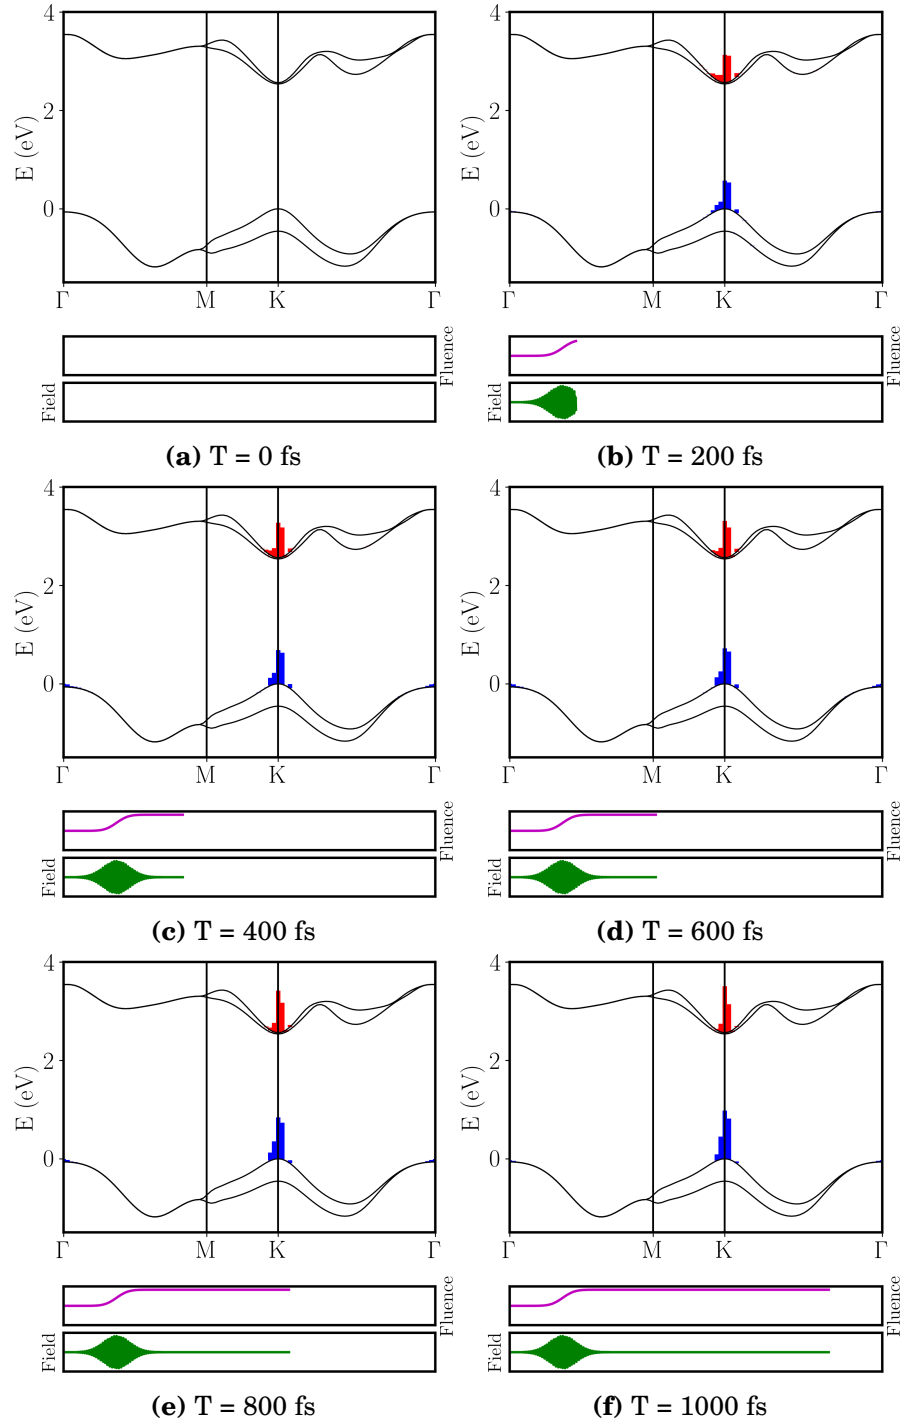 4
2
0
E (eV)
Γ M K Γ
Fluence
Field
(a) T = 0 fs
4
2
0
E (eV)
Γ M K Γ
Fluence
Field
(b) T = 200 fs
4
2
0
E (eV)
Γ M K Γ
Fluence
Field
(c) T = 400 fs
4
2
0
E (eV)
Γ M K Γ
Fluence
Field
(d) T = 600 fs
4
2
0
E (eV)
Γ M K Γ
Fluence
Field
(e) T = 800 fs
4
2
0
E (eV)
Γ M K Γ
Fluence
Field
(f) T = 1000 fs